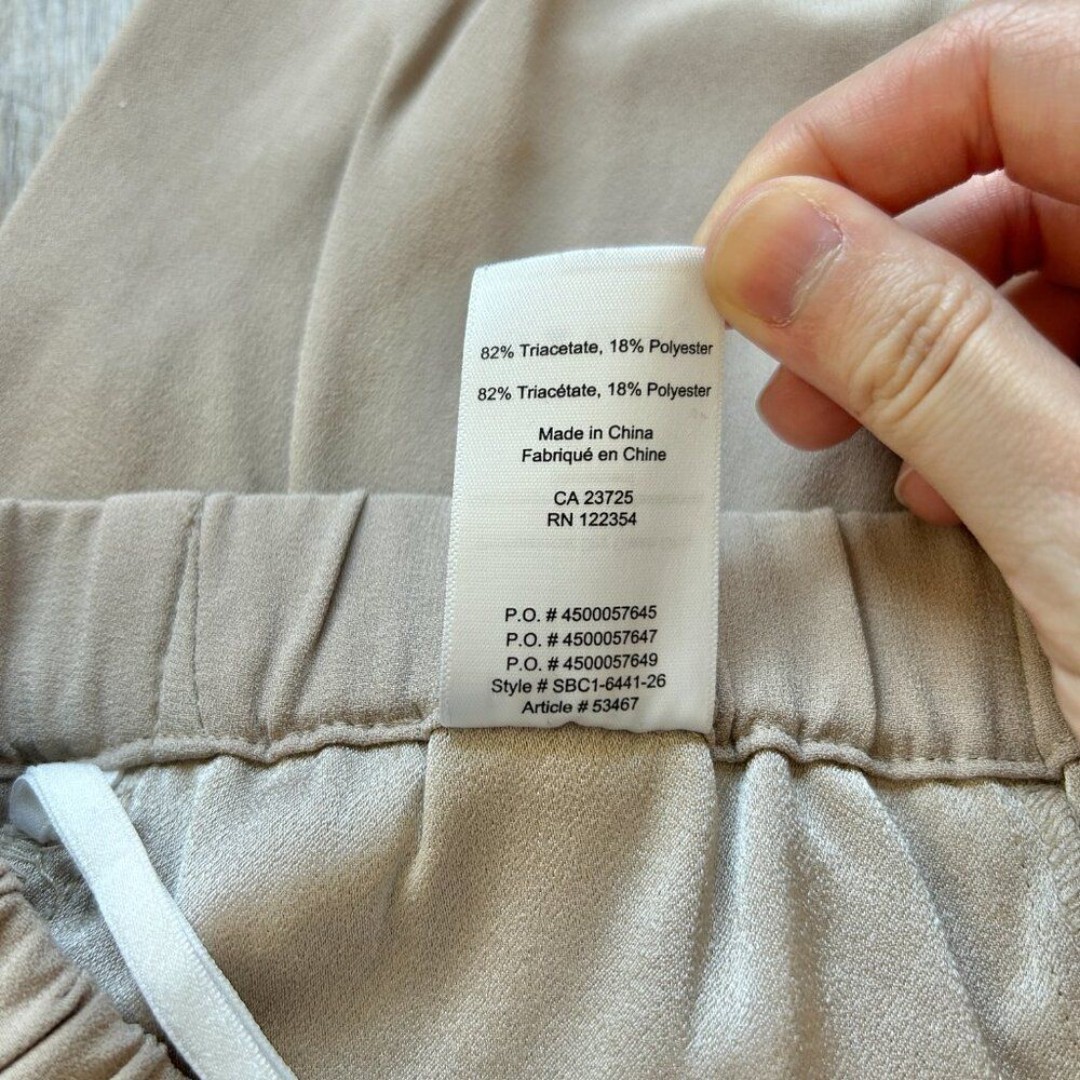 82% Triacetate, 18% Polyester
82% Triacétate, 18% Polyester
Made in China
Fabriqué en Chine
CA 23725
RN 122354
P.O. # 4500057645
P.O. # 4500057647
P.O. # 4500057649
Style # SBC1-6441-26
Article # 53467